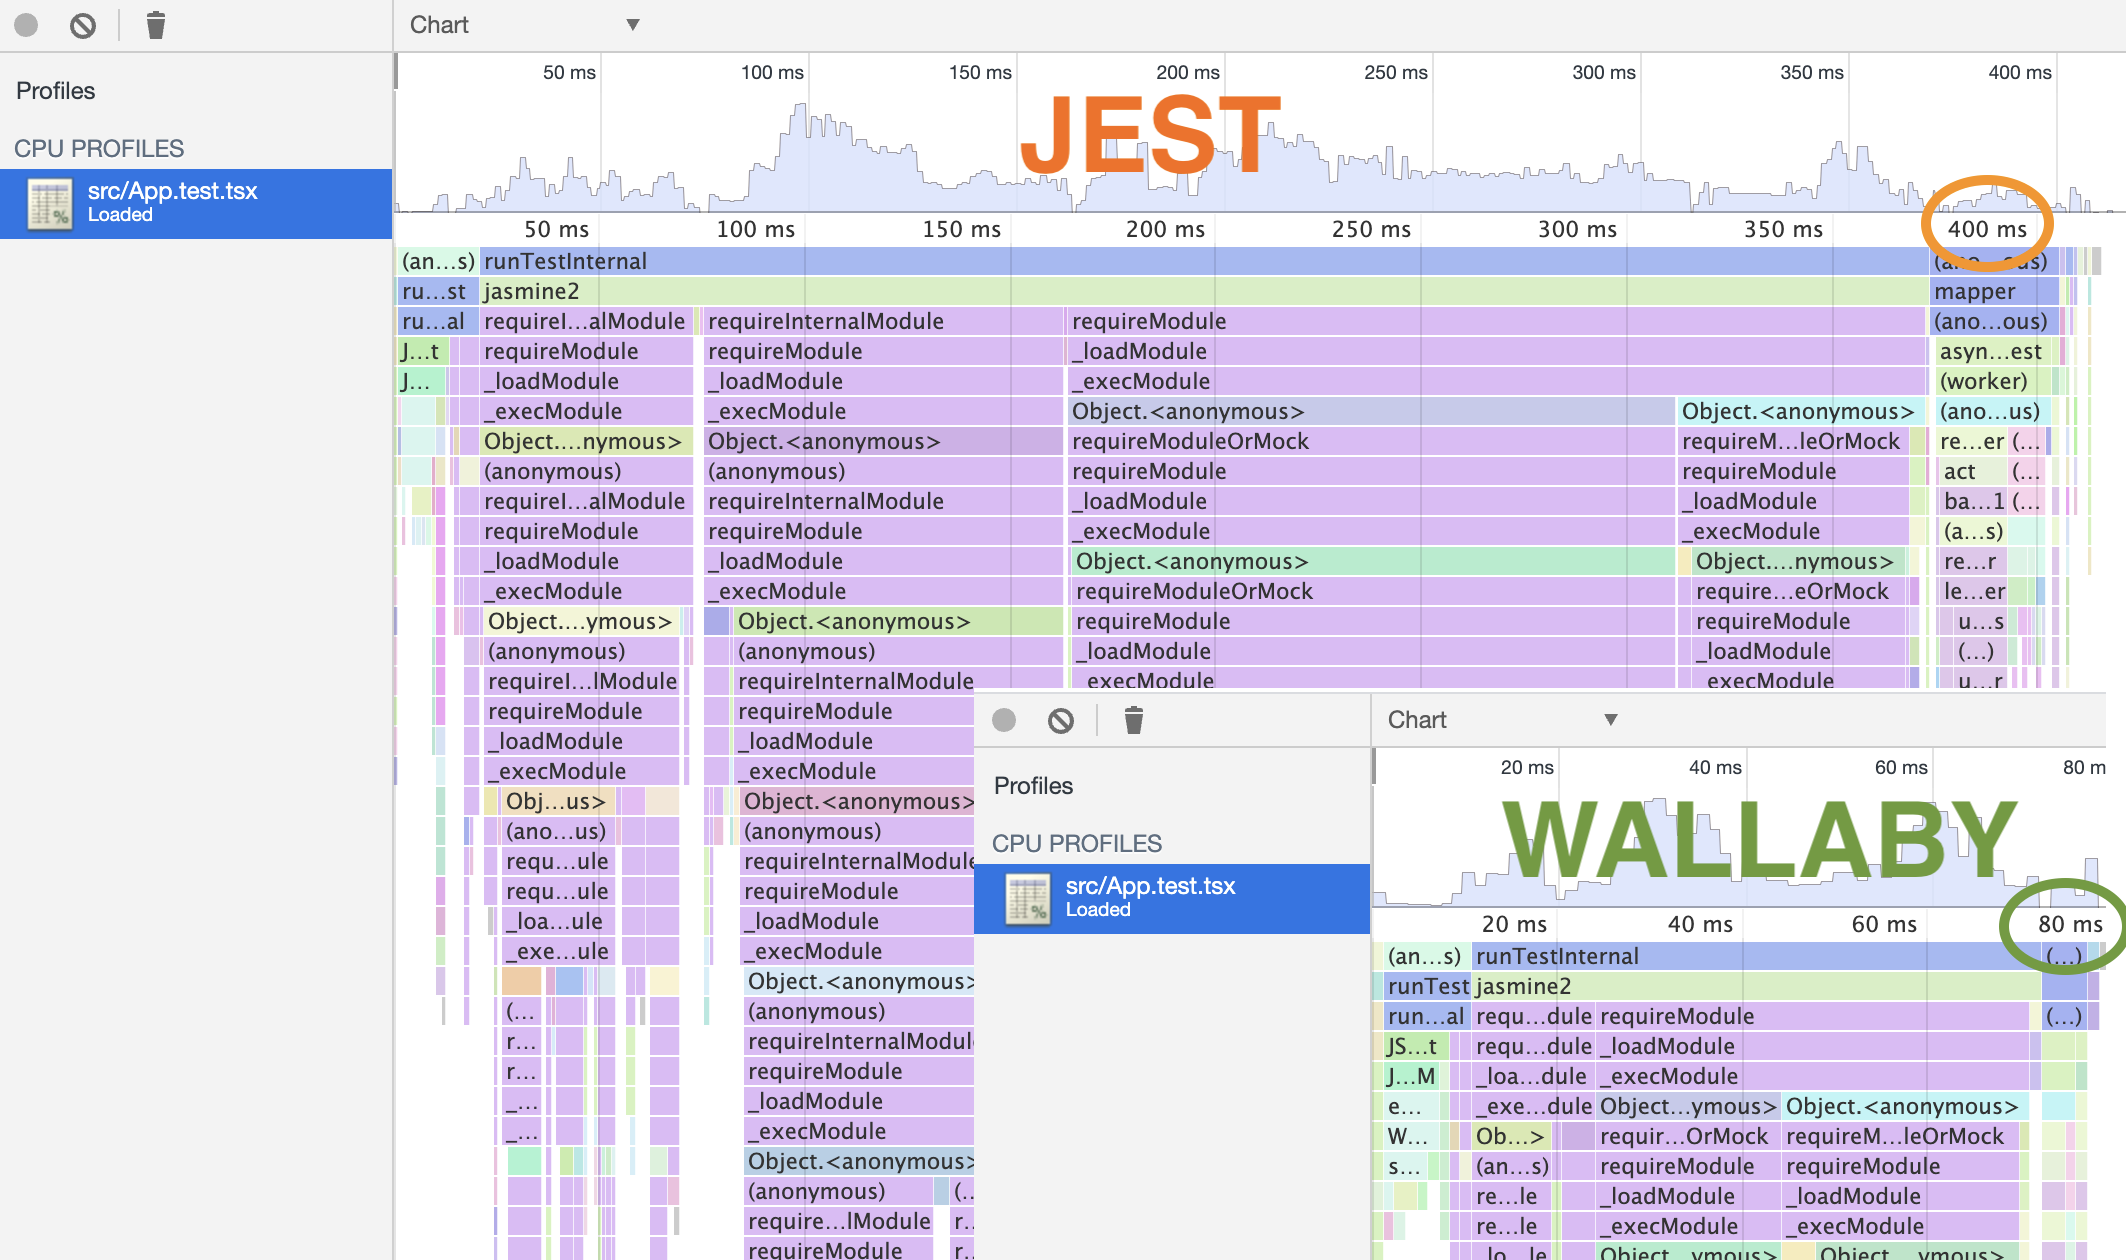 Chart ▼
Profiles
CPU PROFILES
src/App.test.tsx
Loaded
50 ms 100 ms 150 ms 200 ms 250 ms 300 ms 350 ms 400 ms
JEST
50 ms 100 ms 150 ms 200 ms 250 ms 300 ms 350 ms 400 ms
(an...s) runTestInternal
ru...st jasmine2 mapper
ru...al requireI...alModule requireInternalModule requireModule (ano...ous)
J...t requireModule requireModule _loadModule asyn...est
J... _loadModule _loadModule _execModule (worker)
_execModule _execModule Object.<anonymous> Object.<anonymous> (ano...us)
Object....nymous> Object.<anonymous> requireModuleOrMock requireM...leOrMock re...er (...
(anonymous) (anonymous) requireModule requireModule act (...
requireI...alModule requireInternalModule _loadModule _loadModule ba...1 (...
requireModule requireModule _execModule _execModule (a...s)
_loadModule _loadModule Object.<anonymous> Object....nymous> re...r
_execModule _execModule requireModuleOrMock require...eOrMock le...er
Object....ymous> Object.<anonymous> requireModule requireModule u...s
(anonymous) (anonymous) _loadModule _loadModule (...)
requireI...lModule requireInternalModule _execModule _execModule u...r
requireModule requireModule
_loadModule _loadModule
_execModule _execModule
Obj...us> Object.<anonymous>
(ano...us) (anonymous)
requ...ule requireInternalModule
requ...ule requireModule
_loa...ule _loadModule
_exe...ule _execModule
Object.<anonymous>
(... (anonymous)
r... requireInternalModul
r... requireModule
_... _loadModule
_... _execModule
Object.<anonymous>
(anonymous) (...
require...lModule r...
requireModule r...
Chart ▼
Profiles
CPU PROFILES
src/App.test.tsx
Loaded
20 ms 40 ms 60 ms 80 m
WALLABY
20 ms 40 ms 60 ms 80 ms
(an...s) runTestInternal (...)
runTest jasmine2
run...al requ...dule requireModule (...)
JS...t requ...dule _loadModule
J...M _loa...dule _execModule
e... _exe...dule Object...ymous> Object.<anonymous>
W... Ob...> requir...OrMock requireM...leOrMock
s... (an...s) requireModule requireModule
re...le _loadModule _loadModule
re...le _execModule _execModule
_lo...le Object...ymous> Object...ymous>